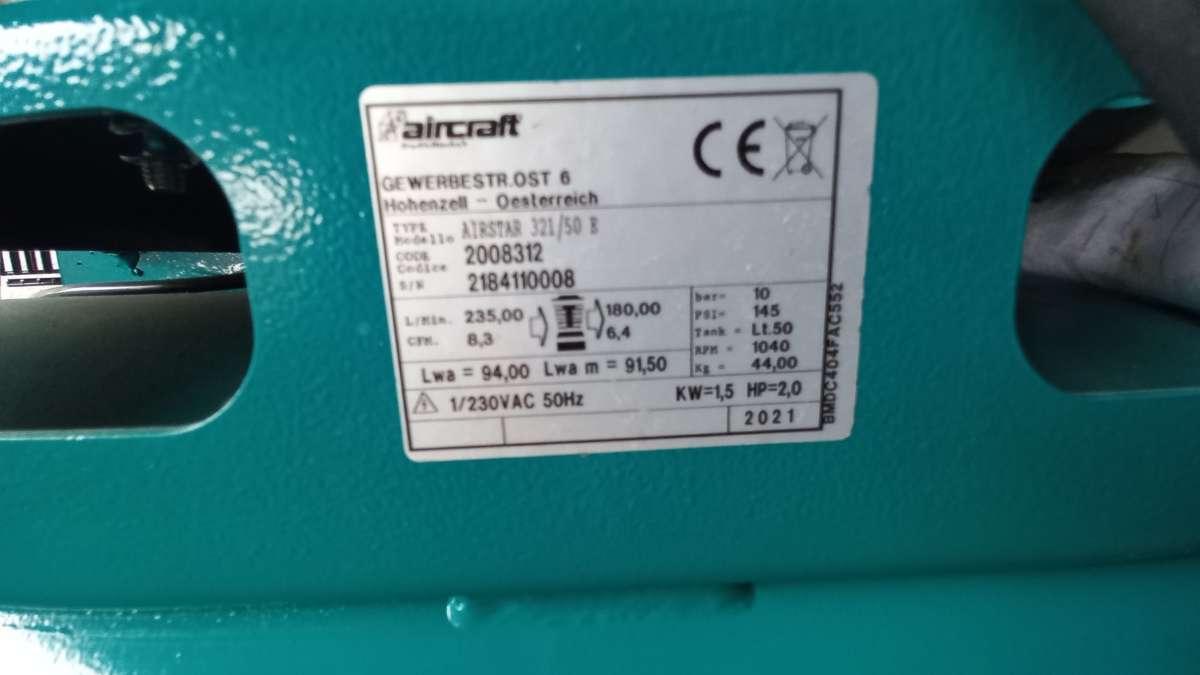 aircraft
CE
GEWERBESTR.OST 6
Hohenzell - Oesterreich
TYPE
Modello AIRSTAR 321/50 E
CODE
Codice 2008312
S/N 2184110008
L/Min. 235,00 180,00
CFM. 8,3 6,4
bar= 10
PSI= 145
Tank = Lt.50
RPM = 1040
Kg = 44,00
Lwa = 94,00 Lwa m = 91,50
1/230VAC 50Hz KW=1,5 HP=2,0
2021
BMDC404FAC552